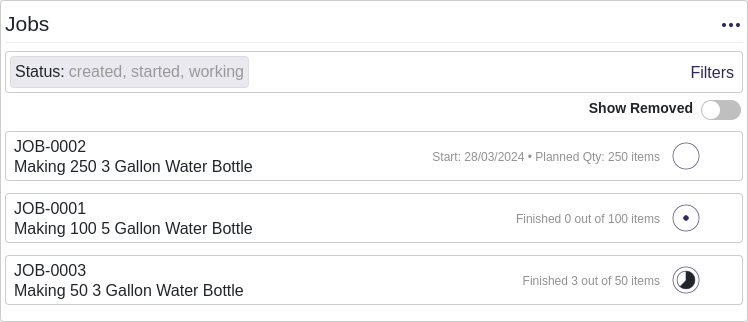 Jobs
Status: created, started, working
Filters
Show Removed
JOB-0002
Making 250 3 Gallon Water Bottle
Start: 28/03/2024 • Planned Qty: 250 items
JOB-0001
Making 100 5 Gallon Water Bottle
Finished 0 out of 100 items
JOB-0003
Making 50 3 Gallon Water Bottle
Finished 3 out of 50 items